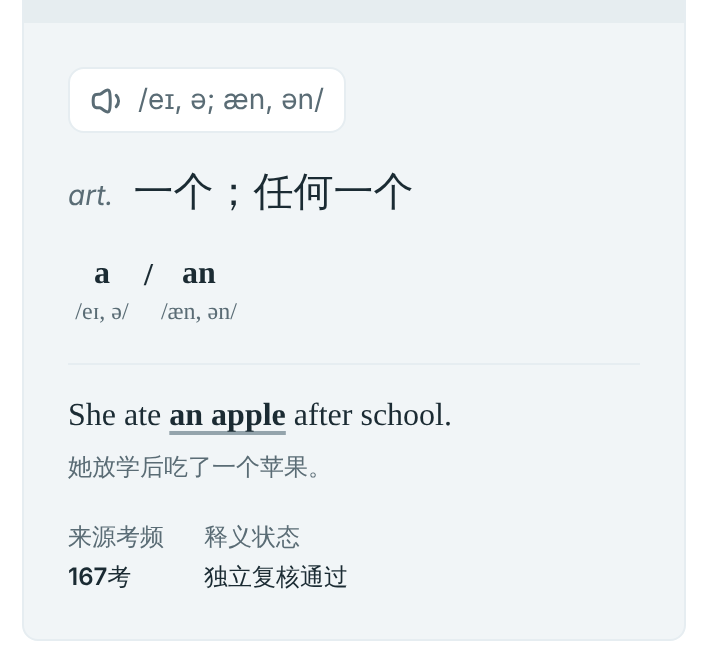 /eɪ, ə; æn, ən/
art. 一个；任何一个
a / an
/eɪ, ə/ /æn, ən/
She ate an apple after school.
她放学后吃了一个苹果。
来源考频 释义状态
167考 独立复核通过